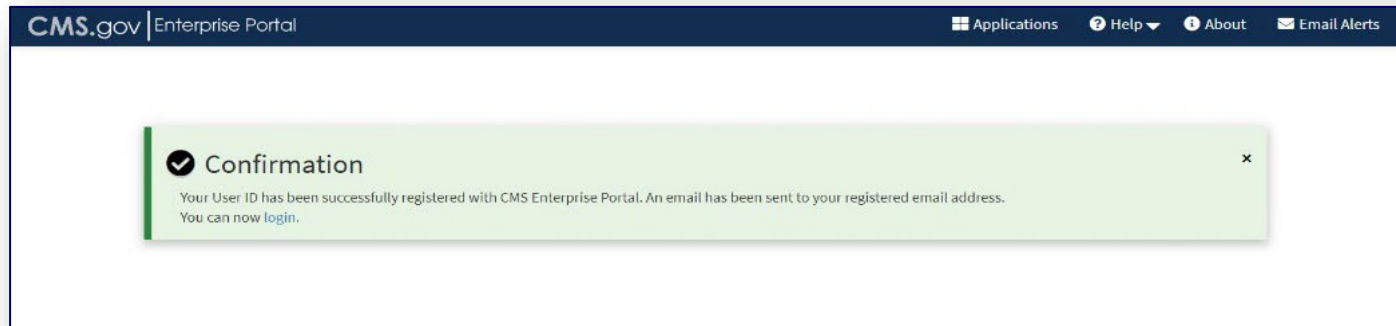 CMS.gov Enterprise Portal
Applications Help About Email Alerts
Confirmation
Your User ID has been successfully registered with CMS Enterprise Portal. An email has been sent to your registered email address.
You can now login.